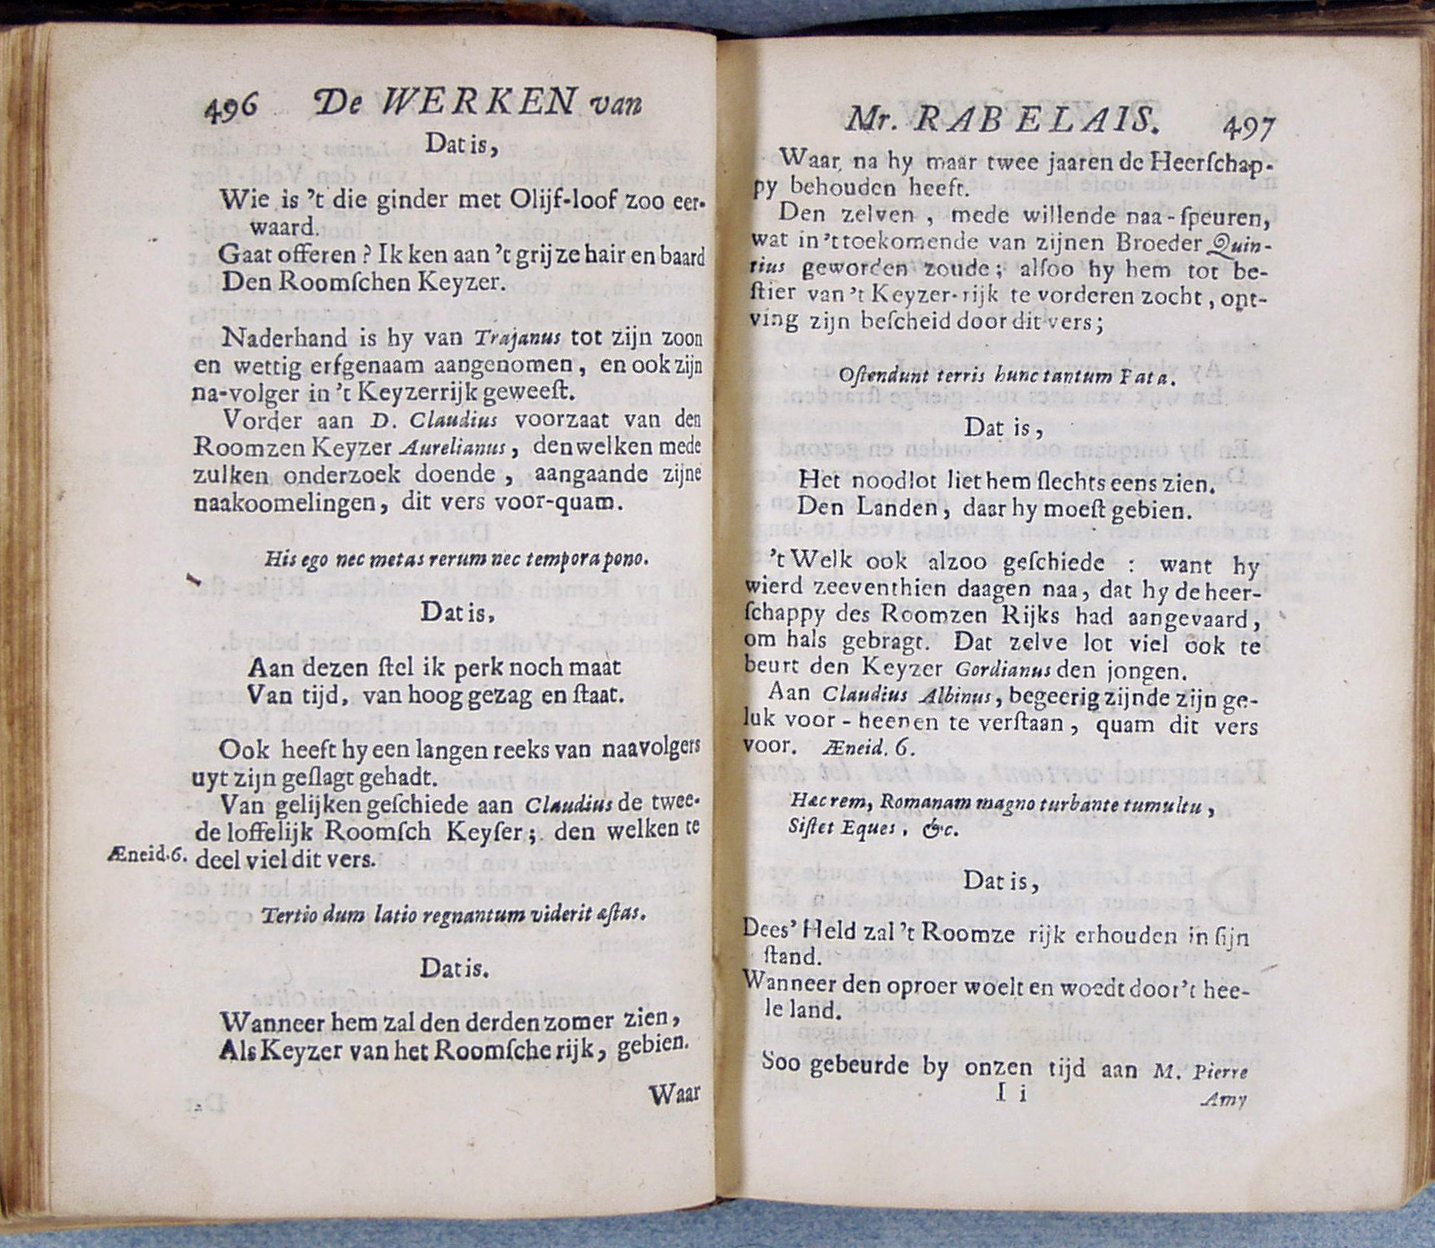 496 De WERKEN van
Dat is,
Wie is 't die ginder met Olijf-loof zoo eer-
waard.
Gaat offeren ? Ik ken aan 't grijze hair en baard
Den Roomſchen Keyzer.
Naderhand is hy van Trajanus tot zijn zoon
en wettig erfgenaam aangenomen, en ook zijn
na-volger in 't Keyzerrijk geweeſt.
Vorder aan D. Claudius voorzaat van den
Roomzen Keyzer Aurelianus, den welken mede
zulken onderzoek doende, aangaande zijne
naakoomelingen, dit vers voor-quam.
His ego nec metas rerum nec tempora pono.
Dat is,
Aan dezen ſtel ik perk noch maat
Van tijd, van hoog gezag en ſtaat.
Ook heeft hy een langen reeks van naavolgers
uyt zijn geſlagt gehadt.
Van gelijken geſchiede aan Claudius de twee-
de loffelijk Roomſch Keyſer; den welken te
Æneid. 6. deel viel dit vers.
Tertio dum latio regnantum viderit æſtas.
Dat is.
Wanneer hem zal den derden zomer zien,
Als Keyzer van het Roomſche rijk, gebien.
Waar
Mr. RABELAIS. 497
Waar, na hy maar twee jaaren de Heerſchap-
py behouden heeft.
Den zelven, mede willende naa-ſpeuren,
wat in 't toekomende van zijnen Broeder Quin-
tius geworden zoude; alſoo hy hem tot be-
ſtier van 't Keyzer-rijk te vorderen zocht, ont-
ving zijn beſcheid door dit vers;
Oſtendunt terris hunc tantum Fata.
Dat is,
Het noodlot liet hem ſlechts eens zien.
Den Landen, daar hy moeſt gebien.
't Welk ook alzoo geſchiede : want hy
wierd zeeventhien daagen naa, dat hy de heer-
ſchappy des Roomzen Rijks had aangevaard,
om hals gebragt. Dat zelve lot viel ook te
beurt den Keyzer Gordianus den jongen.
Aan Claudius Albinus, begeerig zijnde zijn ge-
luk voor-heenen te verſtaan, quam dit vers
voor. Æneid. 6.
Hæc rem, Romanam magno turbante tumultu,
Siſtet Eques, &c.
Dat is,
Dees' Held zal 't Roomze rijk erhouden in ſijn
ſtand.
Wanneer den oproer woelt en woedt door 't hee-
le land.
Soo gebeurde by onzen tijd aan M. Pierre
I i
Amy